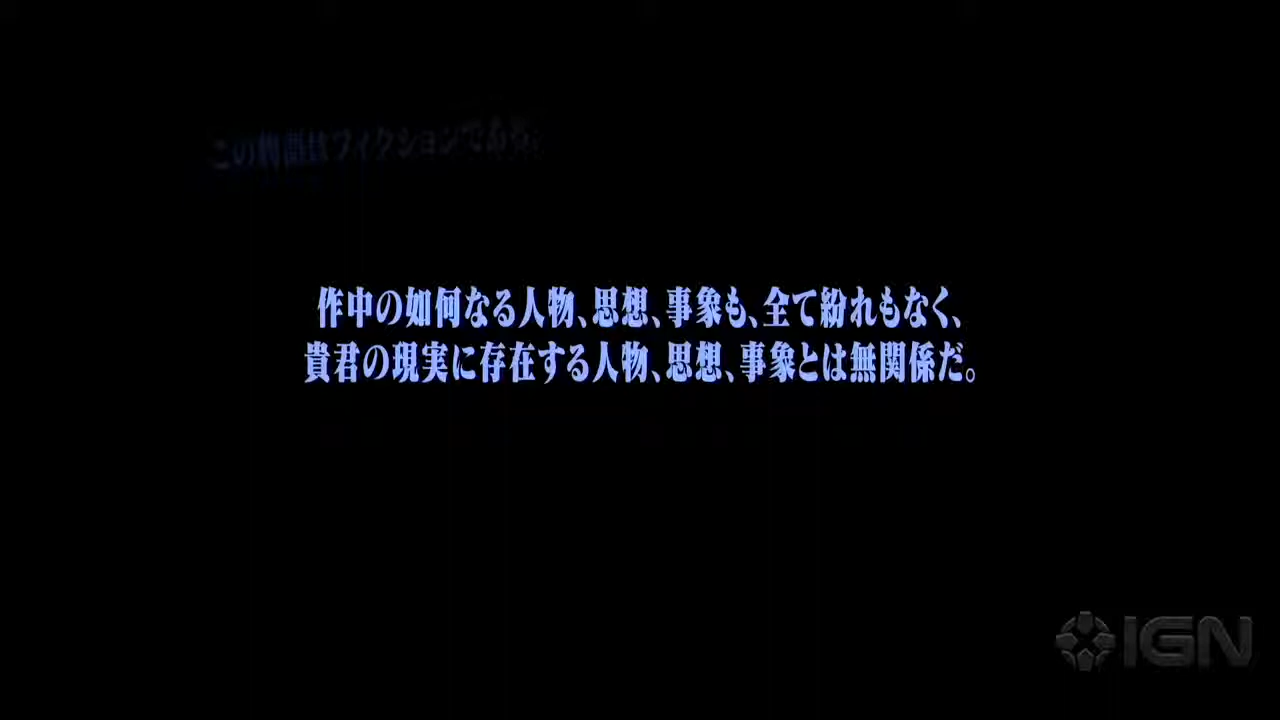 この物語はフィクションである。
作中の如何なる人物、思想、事象も、全て紛れもなく、
貴君の現実に存在する人物、思想、事象とは無関係だ。
IGN